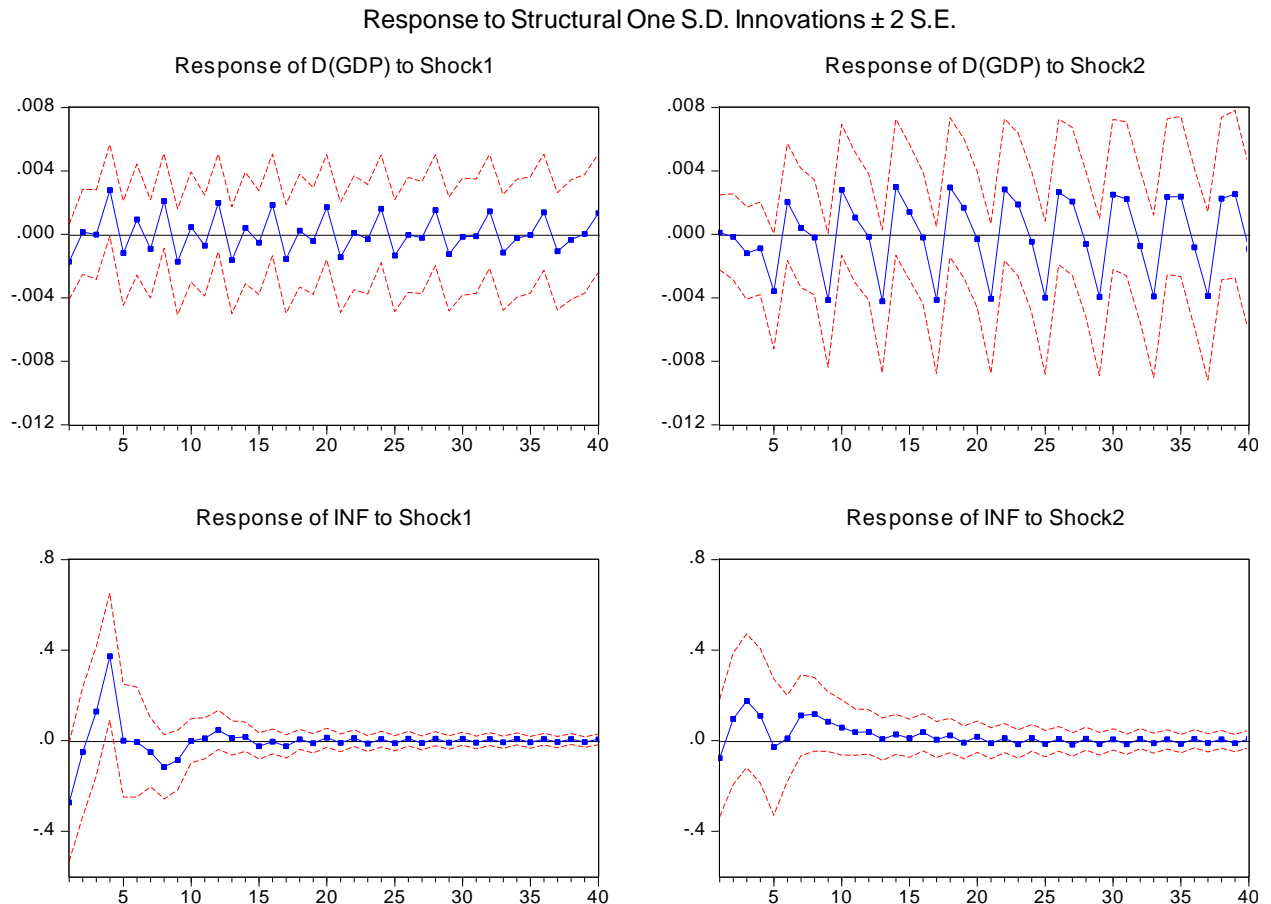 Response to Structural One S.D. Innovations ± 2 S.E.
Response of D(GDP) to Shock1
.008
.004
.000
-.004
-.008
-.012
5 10 15 20 25 30 35 40
Response of D(GDP) to Shock2
.008
.004
.000
-.004
-.008
-.012
5 10 15 20 25 30 35 40
Response of INF to Shock1
.8
.4
.0
-.4
5 10 15 20 25 30 35 40
Response of INF to Shock2
.8
.4
.0
-.4
5 10 15 20 25 30 35 40